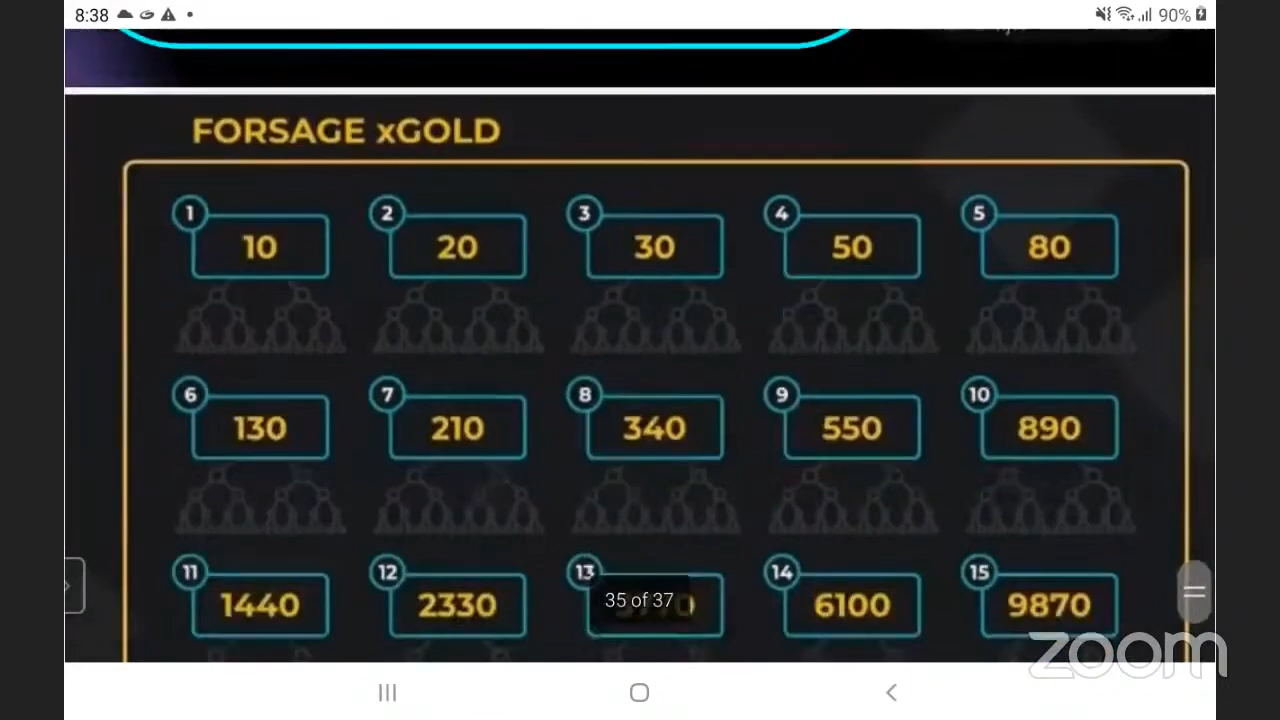 8:38 90%
FORSAGE xGOLD
1 2 3 4 5
10 20 30 50 80
6 7 8 9 10
130 210 340 550 890
11 12 13 14 15
1440 2330 35 of 37 6100 9870
zoom